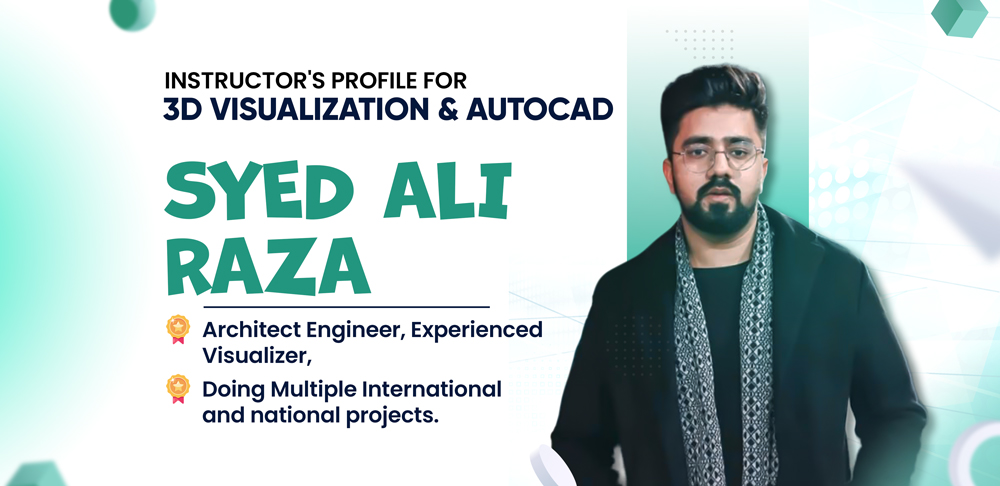 INSTRUCTOR'S PROFILE FOR
3D VISUALIZATION & AUTOCAD
SYED ALI
RAZA
Architect Engineer, Experienced
Visualizer,
Doing Multiple International
and national projects.